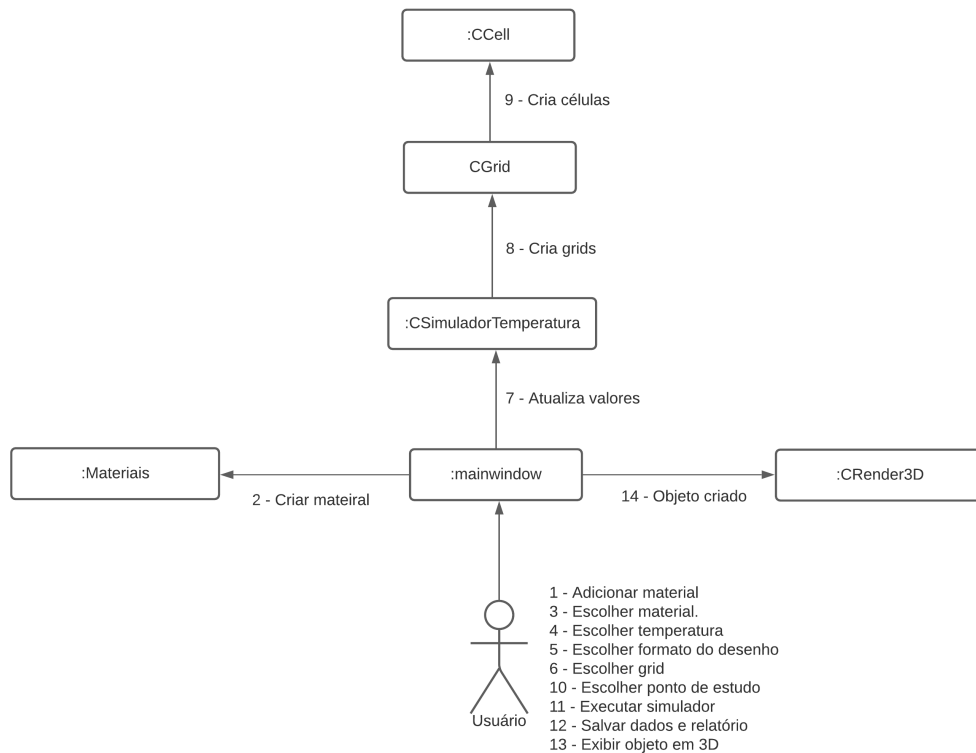 :CCell
9 - Cria células
CGrid
8 - Cria grids
:CSimuladorTemperatura
7 - Atualiza valores
:Materiais
:mainwindow
:CRender3D
2 - Criar mateiral
14 - Objeto criado
1 - Adicionar material
3 - Escolher material.
4 - Escolher temperatura
5 - Escolher formato do desenho
6 - Escolher grid
10 - Escolher ponto de estudo
11 - Executar simulador
12 - Salvar dados e relatório
13 - Exibir objeto em 3D
Usuário